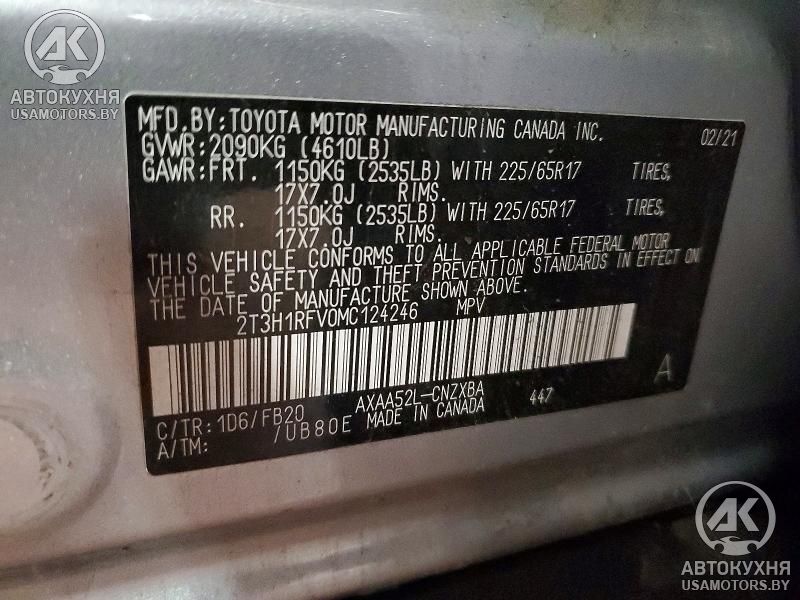 AK
АВТОКУХНЯ
USAMOTORS.BY
MFD.BY:TOYOTA MOTOR MANUFACTURING CANADA INC. 02/21
GVWR:2090KG (4610LB)
GAWR:FRT. 1150KG (2535LB) WITH 225/65R17 TIRES,
17X7.0J RIMS.
RR. 1150KG (2535LB) WITH 225/65R17 TIRES,
17X7.0J RIMS.
THIS VEHICLE CONFORMS TO ALL APPLICABLE FEDERAL MOTOR
VEHICLE SAFETY AND THEFT PREVENTION STANDARDS IN EFFECT ON
THE DATE OF MANUFACTURE SHOWN ABOVE.
2T3H1RFV0MC124246 MPV
A
C/TR: 1D6/FB20 AXAA52L-CNZXBA 447
A/TM: /UB80E MADE IN CANADA
AK
АВТОКУХНЯ
USAMOTORS.BY